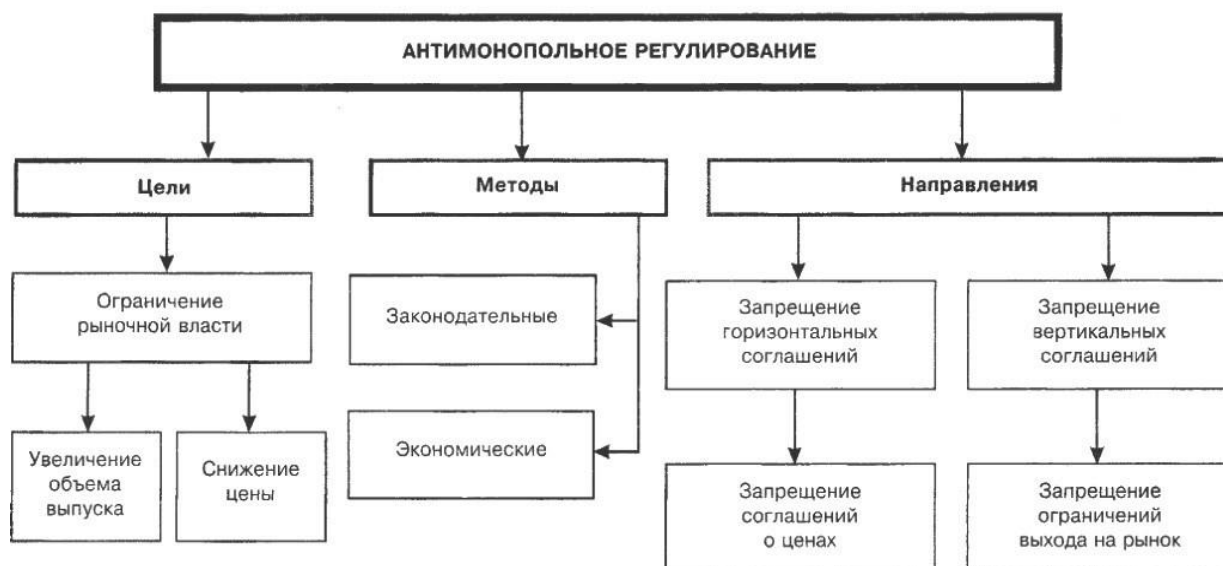 АНТИМОНОПОЛЬНОЕ РЕГУЛИРОВАНИЕ
Цели
Методы
Направления
Ограничение
рыночной власти
Увеличение
объема
выпуска
Снижение
цены
Законодательные
Экономические
Запрещение
горизонтальных
соглашений
Запрещение
вертикальных
соглашений
Запрещение
соглашений
о ценах
Запрещение
ограничений
выхода на рынок